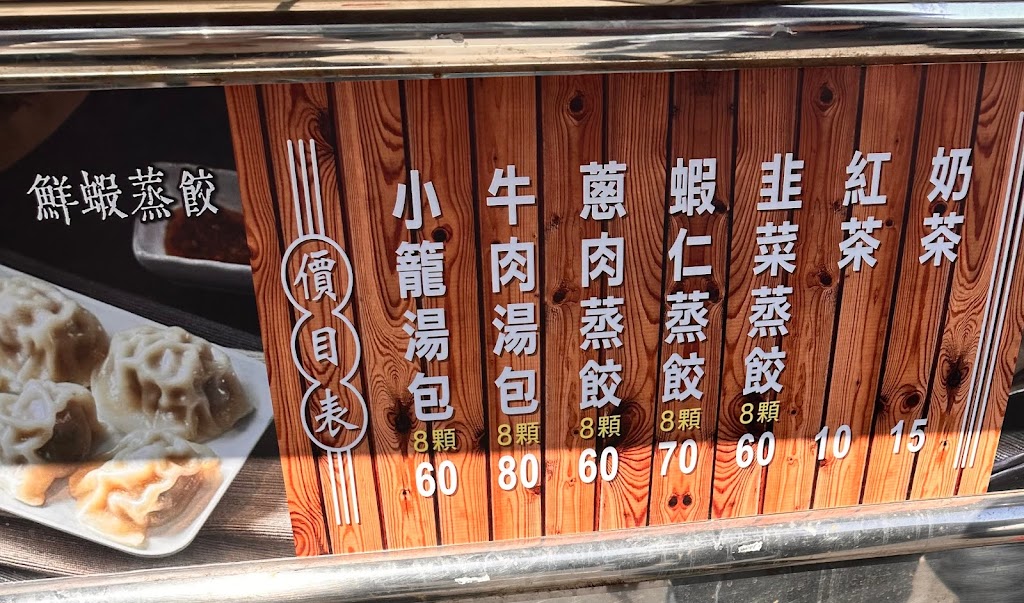 鮮蝦蒸餃
價目表
小籠湯包
8顆
60
牛肉湯包
8顆
80
蔥肉蒸餃
8顆
60
蝦仁蒸餃
8顆
70
韭菜蒸餃
8顆
60
紅茶
10
奶茶
15